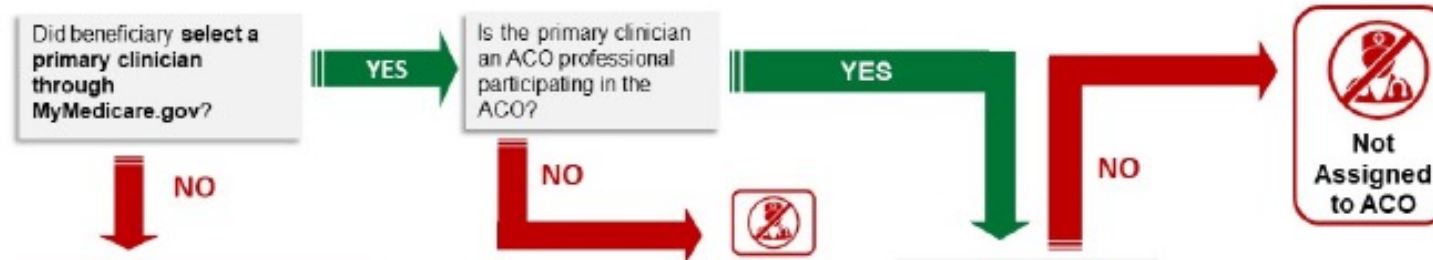 Did beneficiary select a
primary clinician
through
MyMedicare.gov?
YES
Is the primary clinician
an ACO professional
participating in the
ACO?
YES
NO
NO
NO
Not
Assigned
to ACO